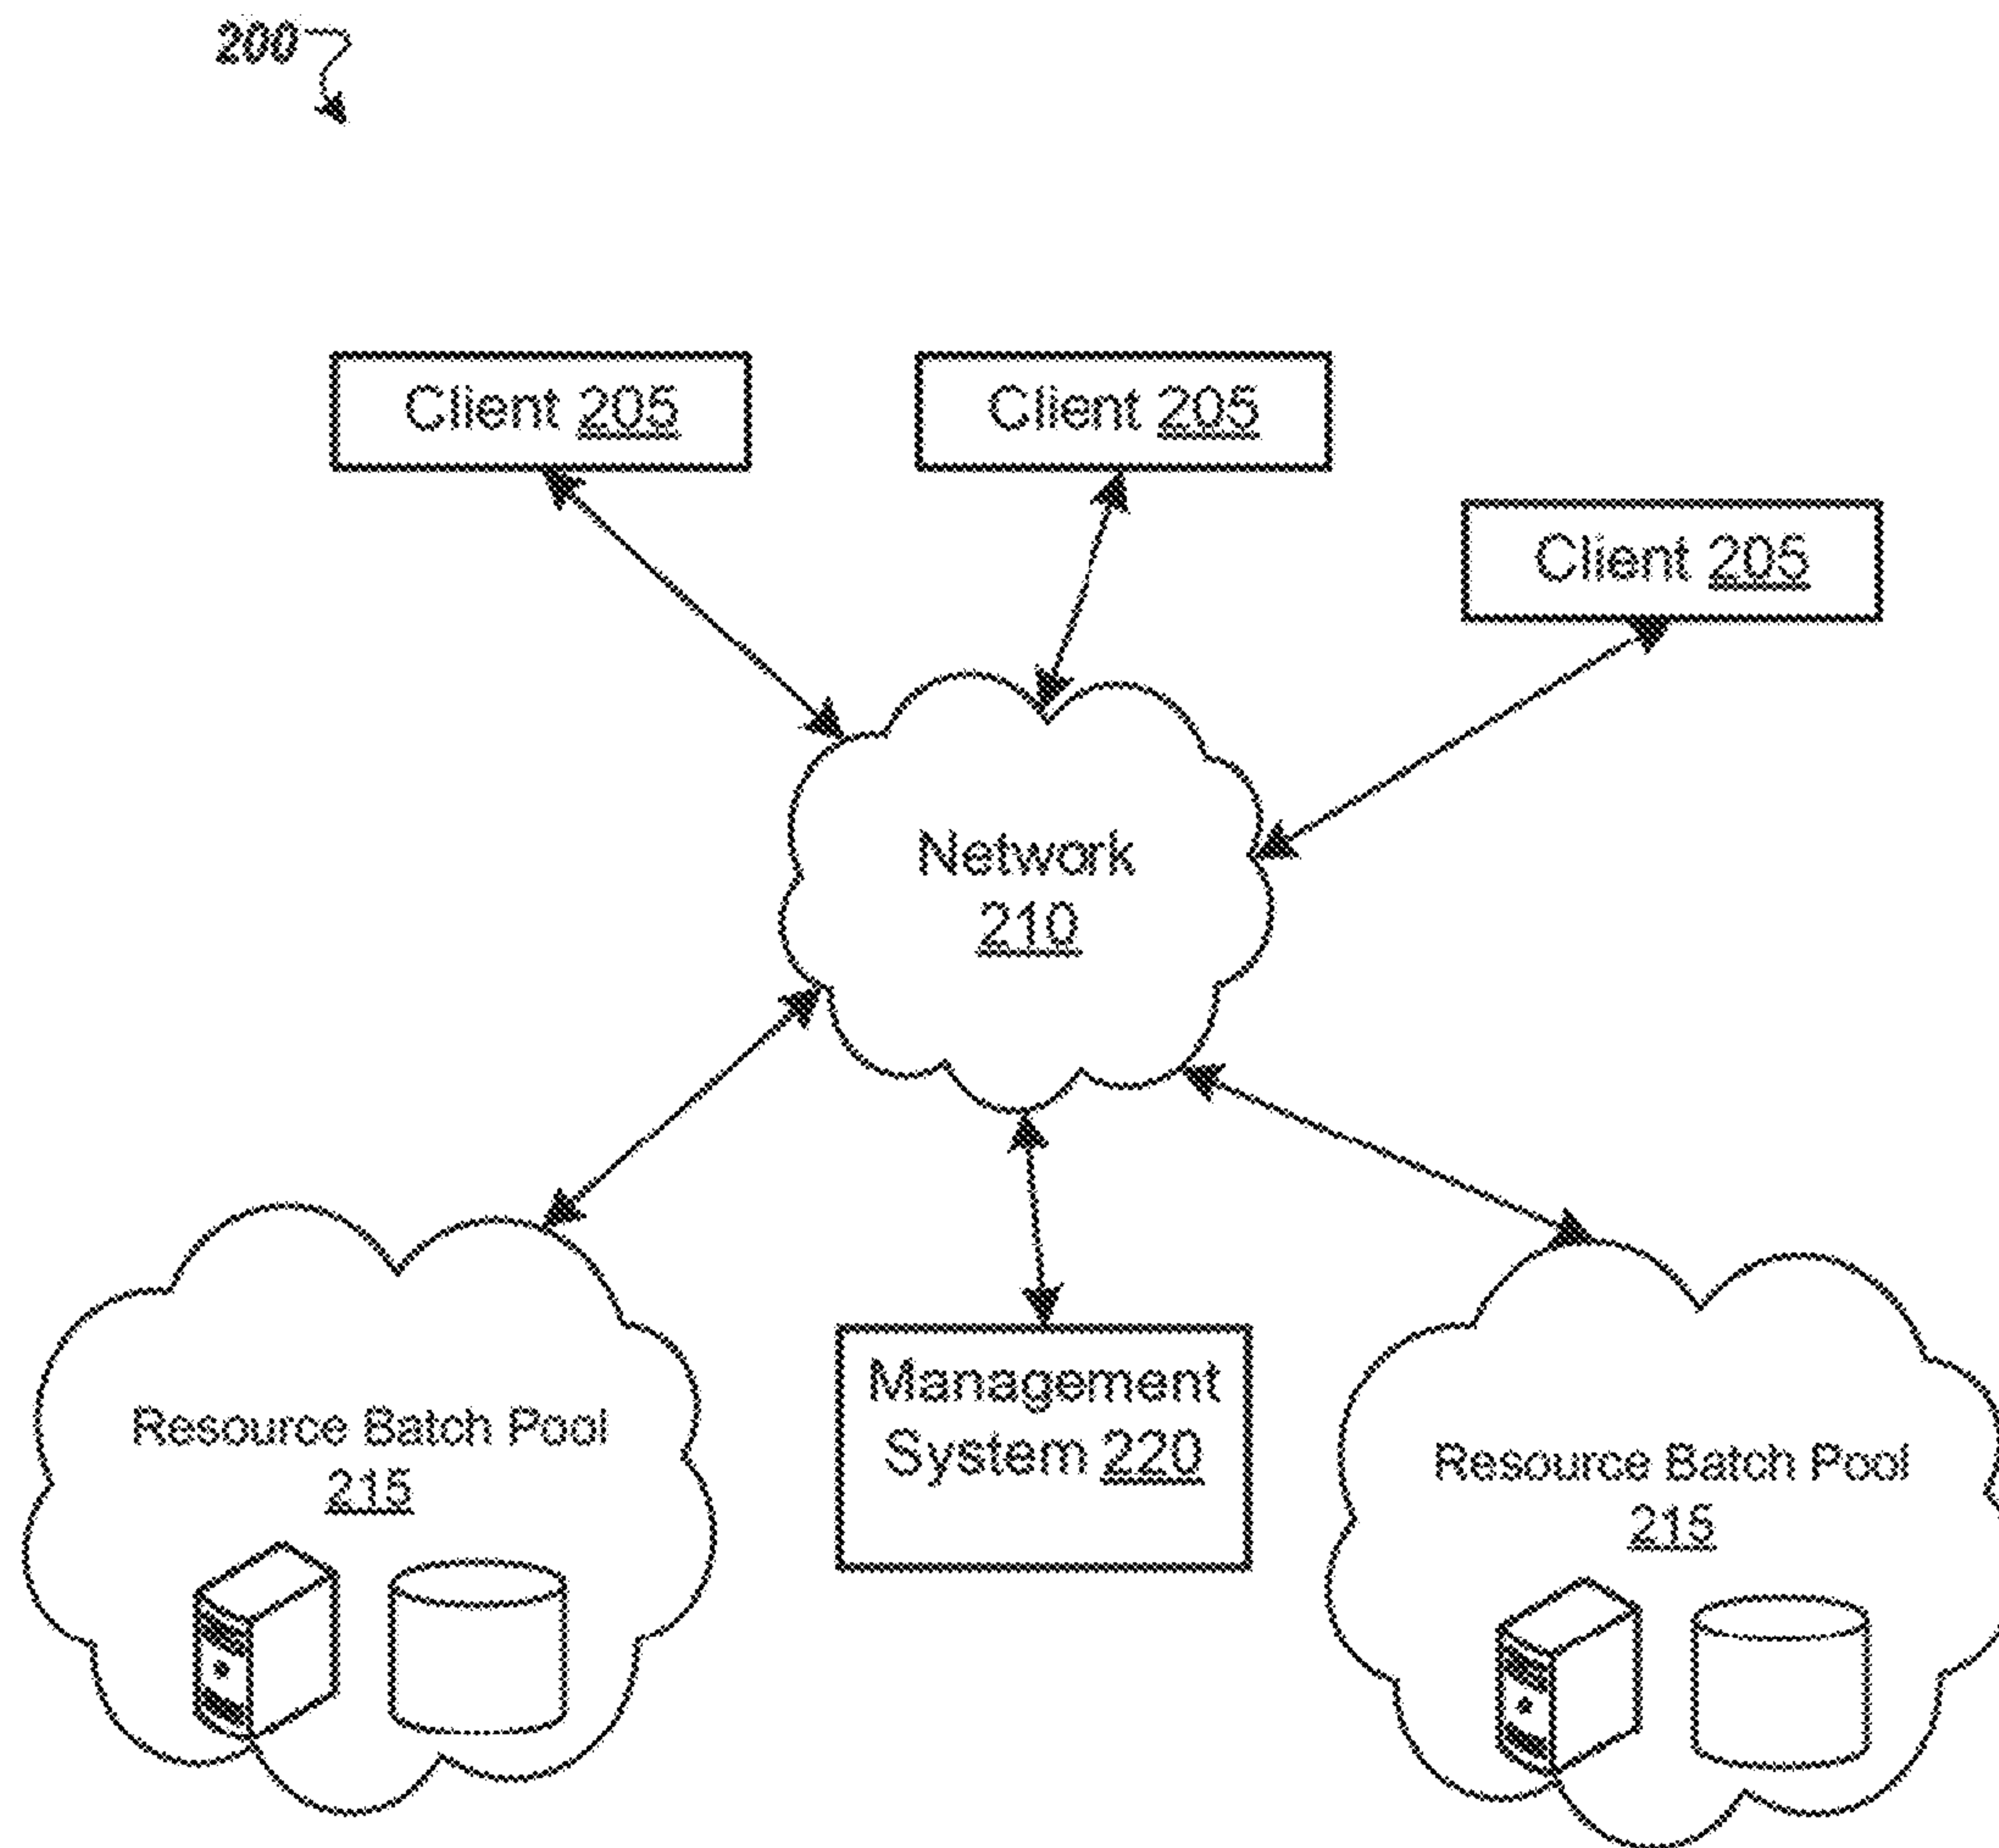 200
Client 205
Client 205
Client 205
Network
210
Resource Batch Pool
215
Management
System 220
Resource Batch Pool
215